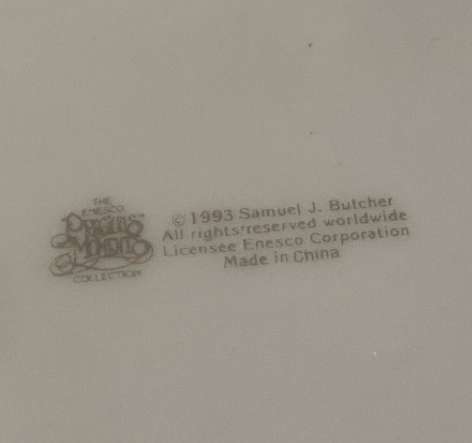 THE
ENESCO
PRECIOUS
MOMENTS
COLLECTION
© 1993 Samuel J. Butcher
All rights reserved worldwide
Licensee Enesco Corporation
Made in China